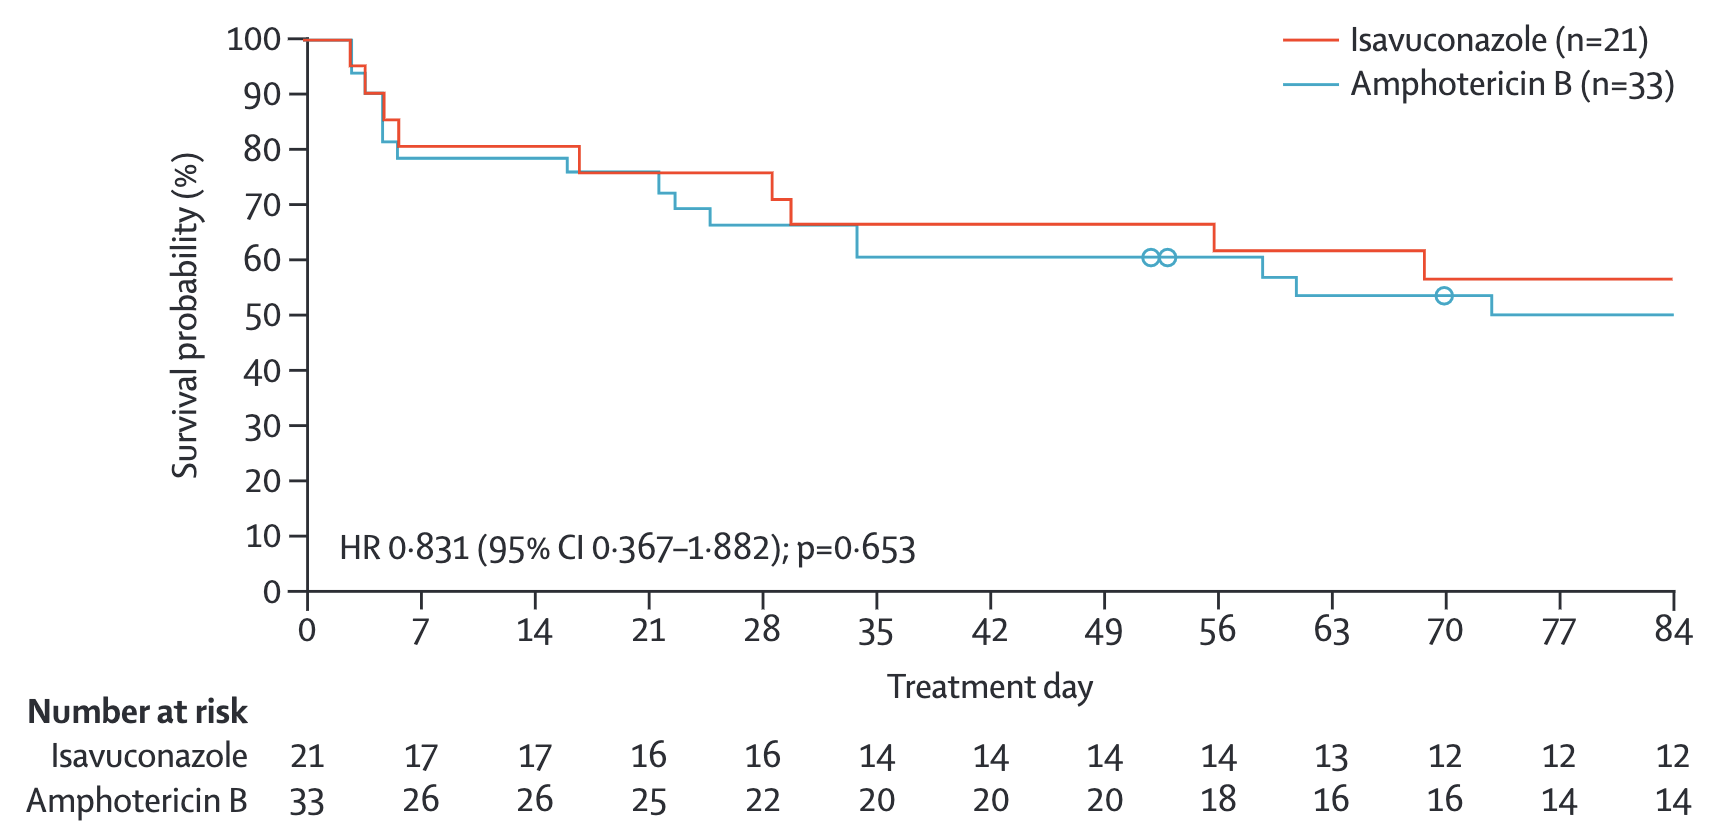 Isavuconazole (n=21)
Amphotericin B (n=33)
Survival probability (%)
100
90
80
70
60
50
40
30
20
10
0
HR 0·831 (95% CI 0·367–1·882); p=0·653
0 7 14 21 28 35 42 49 56 63 70 77 84
Treatment day
Number at risk
Isavuconazole 21 17 17 16 16 14 14 14 14 13 12 12 12
Amphotericin B 33 26 26 25 22 20 20 20 18 16 16 14 14